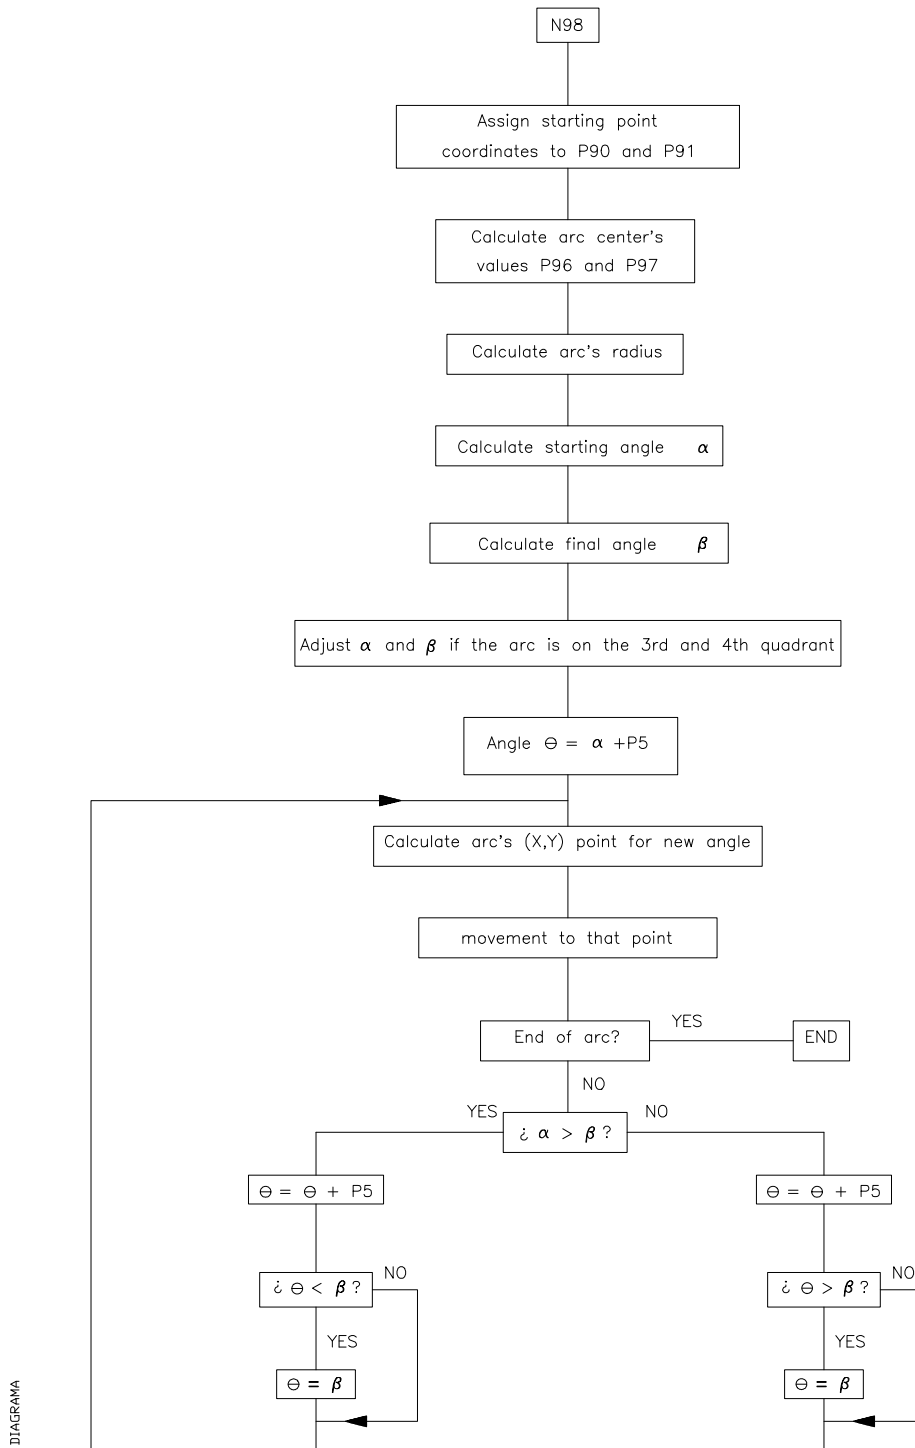 N98
Assign starting point
coordinates to P90 and P91
Calculate arc center's
values P96 and P97
Calculate arc's radius
Calculate starting angle α
Calculate final angle β
Adjust α and β if the arc is on the 3rd and 4th quadrant
Angle ϴ = α +P5
Calculate arc's (X,Y) point for new angle
movement to that point
End of arc?
YES
END
NO
YES
¿ α > β ?
NO
ϴ = ϴ + P5
ϴ = ϴ + P5
¿ ϴ < β ?
NO
¿ ϴ > β ?
NO
YES
YES
ϴ = β
ϴ = β
DIAGRAMA